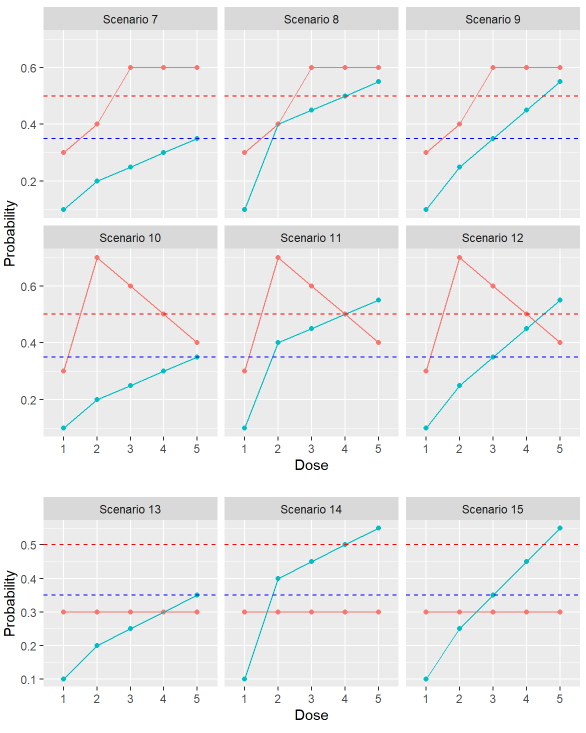 Scenario 7 Scenario 8 Scenario 9
0.6
0.4
0.2
Probability
Scenario 10 Scenario 11 Scenario 12
0.6
0.4
0.2
1 2 3 4 5 1 2 3 4 5 1 2 3 4 5
Dose
Scenario 13 Scenario 14 Scenario 15
0.5
0.4
0.3
0.2
0.1
Probability
1 2 3 4 5 1 2 3 4 5 1 2 3 4 5
Dose